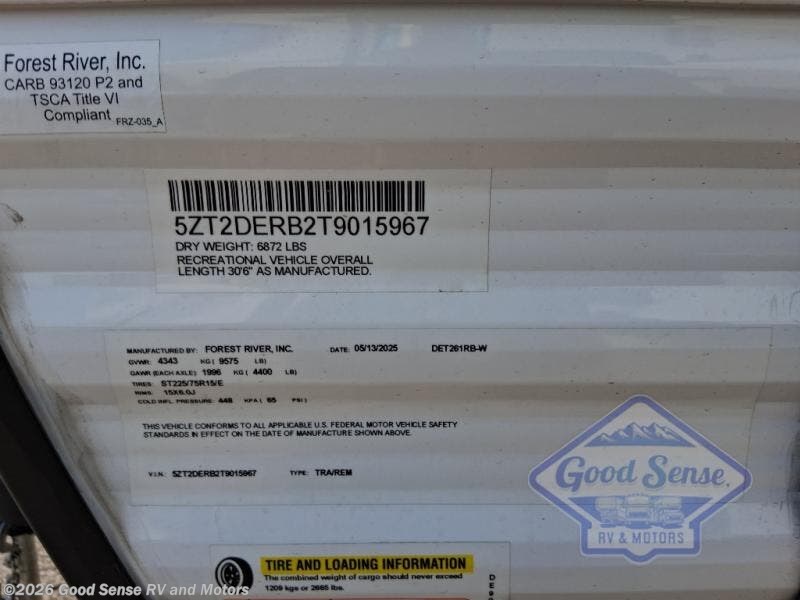 Forest River, Inc.
CARB 93120 P2 and
TSCA Title VI
Compliant FRZ-035_A
5ZT2DERB2T9015967
DRY WEIGHT: 6872 LBS
RECREATIONAL VEHICLE OVERALL
LENGTH 30'6" AS MANUFACTURED.
MANUFACTURED BY: FOREST RIVER, INC. DATE: 05/13/2025 DET261RB-W
GVWR: 4343 KG ( 9575 LB)
GAWR (EACH AXLE) 1996 KG ( 4400 LB)
TIRES: ST225/75R15/E
RIMS: 15X6.0J
COLD INFL. PRESSURE: 448 KPA ( 65 PSI )
THIS VEHICLE CONFORMS TO ALL APPLICABLE U.S. FEDERAL MOTOR VEHICLE SAFETY
STANDARDS IN EFFECT ON THE DATE OF MANUFACTURE SHOWN ABOVE.
V.I.N.: 5ZT2DERB2T9015967 TYPE: TRA/REM
Good Sense
RV & MOTORS
TIRE AND LOADING INFORMATION
The combined weight of cargo should never exceed
1209 kgs or 2665 lbs.
©2026 Good Sense RV and Motors